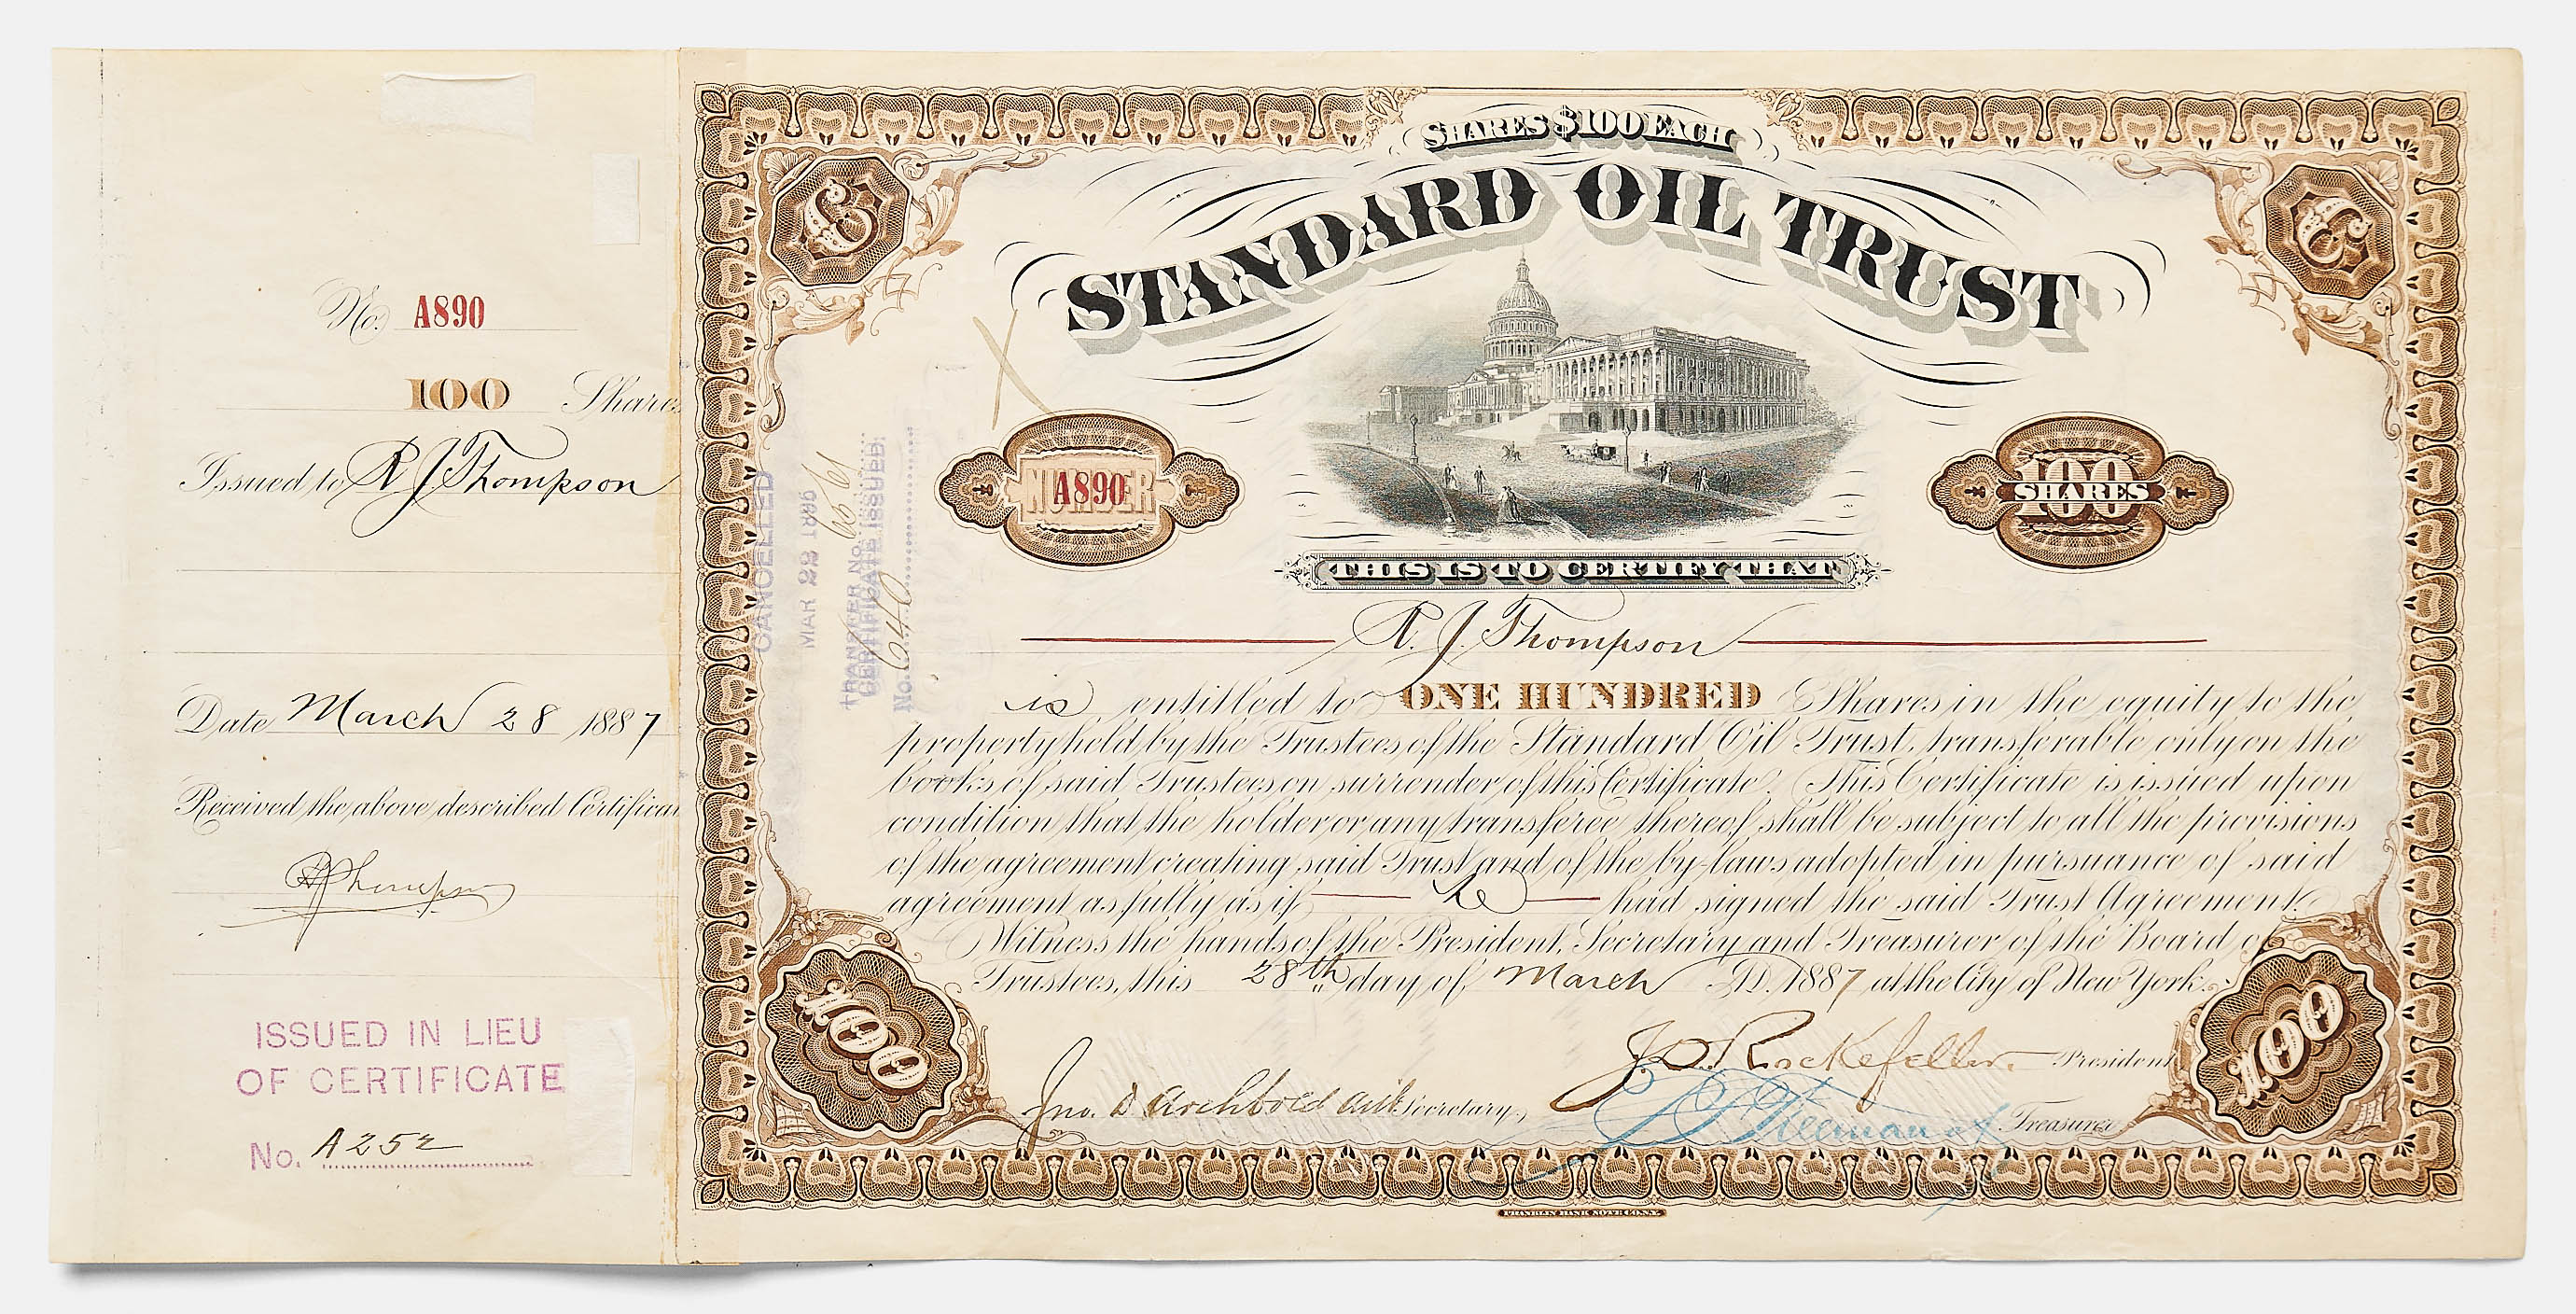 No. A890
100 Shares
Issued to R J Thompson
Date March 28 1887
Received the above described Certificat
RJThompson
ISSUED IN LIEU
OF CERTIFICATE
No. A252
SHARES $100 EACH
STANDARD OIL TRUST
C
C
NUMBER A890
100 SHARES
CANCELLED
TRANSFER No.
CERTIFICATE ISSUED.
No. 640
THIS IS TO CERTIFY THAT
R. J. Thompson
is entitled to ONE HUNDRED Shares in the equity to the
property held by the Trustees of the Standard Oil Trust, transferable only on the
books of said Trustees on surrender of this Certificate. This Certificate is issued upon
condition that the holder or any transferee thereof shall be subject to all the provisions
of the agreement creating said Trust and of the by-laws adopted in pursuance of said
agreement as fully as if he had signed the said Trust Agreement.
Witness the hands of the President, Secretary and Treasurer of the Board of
Trustees, this 28th day of March A.D. 1887 at the City of New York.
J D Rockefeller President
Jno. D Archbold Secretary
Treasurer
100
100
FRANKLIN BANK NOTE CO. N.Y.